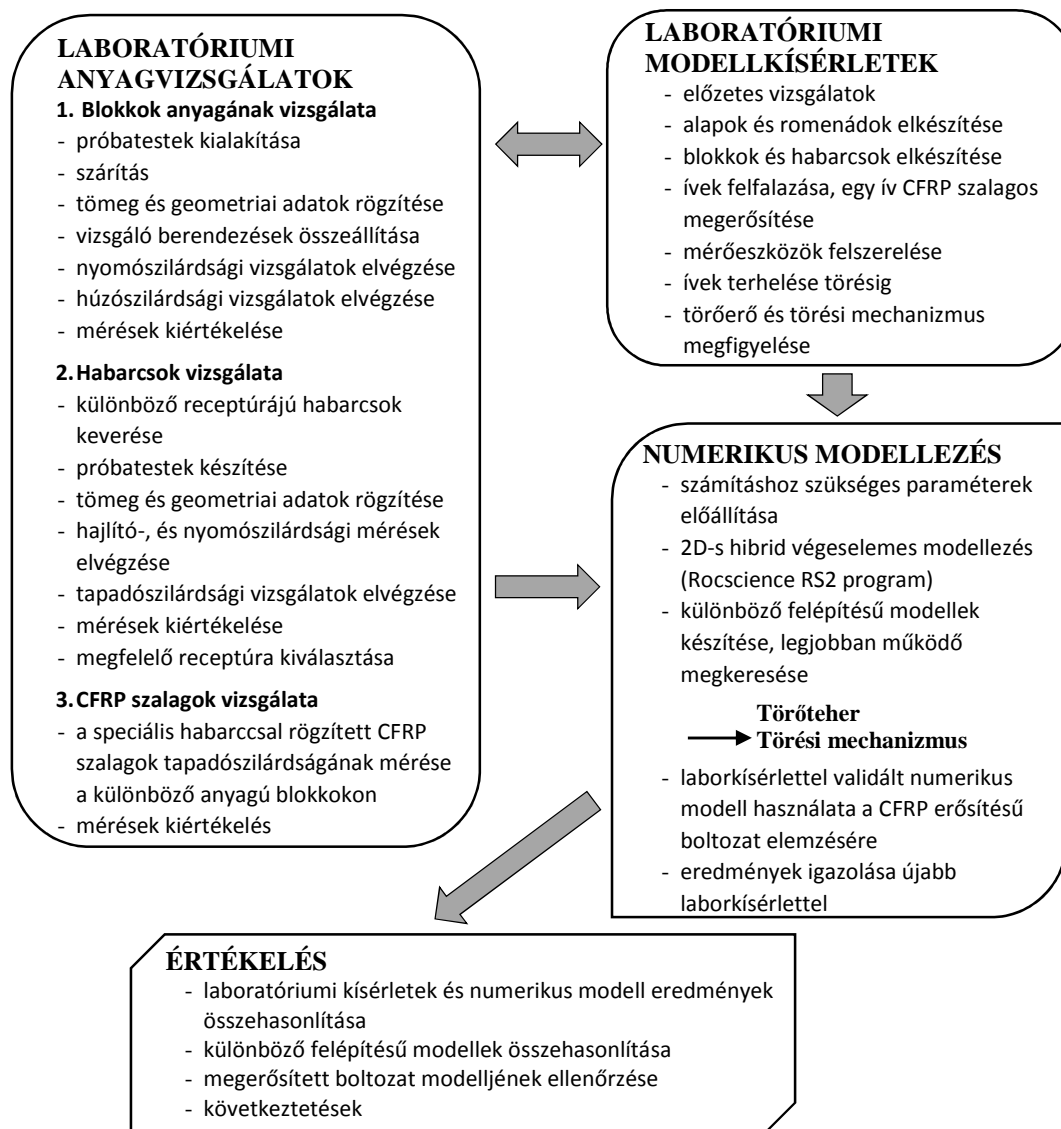 LABORATÓRIUMI
ANYAGVIZSGÁLATOK
1. Blokkok anyagának vizsgálata
- próbatestek kialakítása
- szárítás
- tömeg és geometriai adatok rögzítése
- vizsgáló berendezések összeállítása
- nyomószilárdsági vizsgálatok elvégzése
- húzószilárdsági vizsgálatok elvégzése
- mérések kiértékelése
2. Habarcsok vizsgálata
- különböző receptúrájú habarcsok
keverése
- próbatestek készítése
- tömeg és geometriai adatok rögzítése
- hajlító-, és nyomószilárdsági mérések
elvégzése
- tapadószilárdsági vizsgálatok elvégzése
- mérések kiértékelése
- megfelelő receptúra kiválasztása
3. CFRP szalagok vizsgálata
- a speciális habarccsal rögzített CFRP
szalagok tapadószilárdságának mérése
a különböző anyagú blokkokon
- mérések kiértékelés
LABORATÓRIUMI
MODELLKÍSÉRLETEK
- előzetes vizsgálatok
- alapok és romenádok elkészítése
- blokkok és habarcsok elkészítése
- ívek felfalazása, egy ív CFRP szalagos
megerősítése
- mérőeszközök felszerelése
- ívek terhelése törésig
- törőerő és törési mechanizmus
megfigyelése
NUMERIKUS MODELLEZÉS
- számításhoz szükséges paraméterek
előállítása
- 2D-s hibrid végeselemes modellezés
(Rocscience RS2 program)
- különböző felépítésű modellek
készítése, legjobban működő
megkeresése
Törőteher
Törési mechanizmus
- laborkísérlettel validált numerikus
modell használata a CFRP erősítésű
boltozat elemzésére
- eredmények igazolása újabb
laborkísérlettel
ÉRTÉKELÉS
- laboratóriumi kísérletek és numerikus modell eredmények
összehasonlítása
- különböző felépítésű modellek összehasonlítása
- megerősített boltozat modelljének ellenőrzése
- következtetések